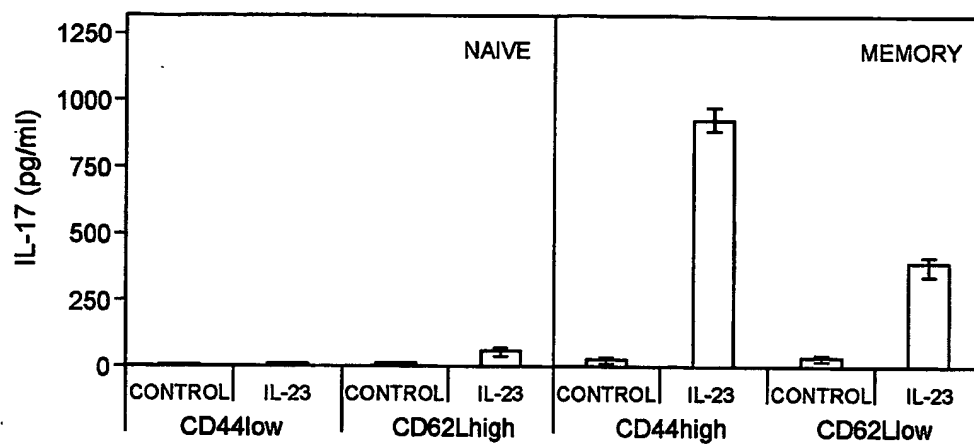 1250
NAIVE
MEMORY
1000
750
500
250
0
IL-17 (pg/ml)
CONTROL IL-23 CONTROL IL-23 CONTROL IL-23 CONTROL IL-23
CD44low CD62Lhigh CD44high CD62Llow